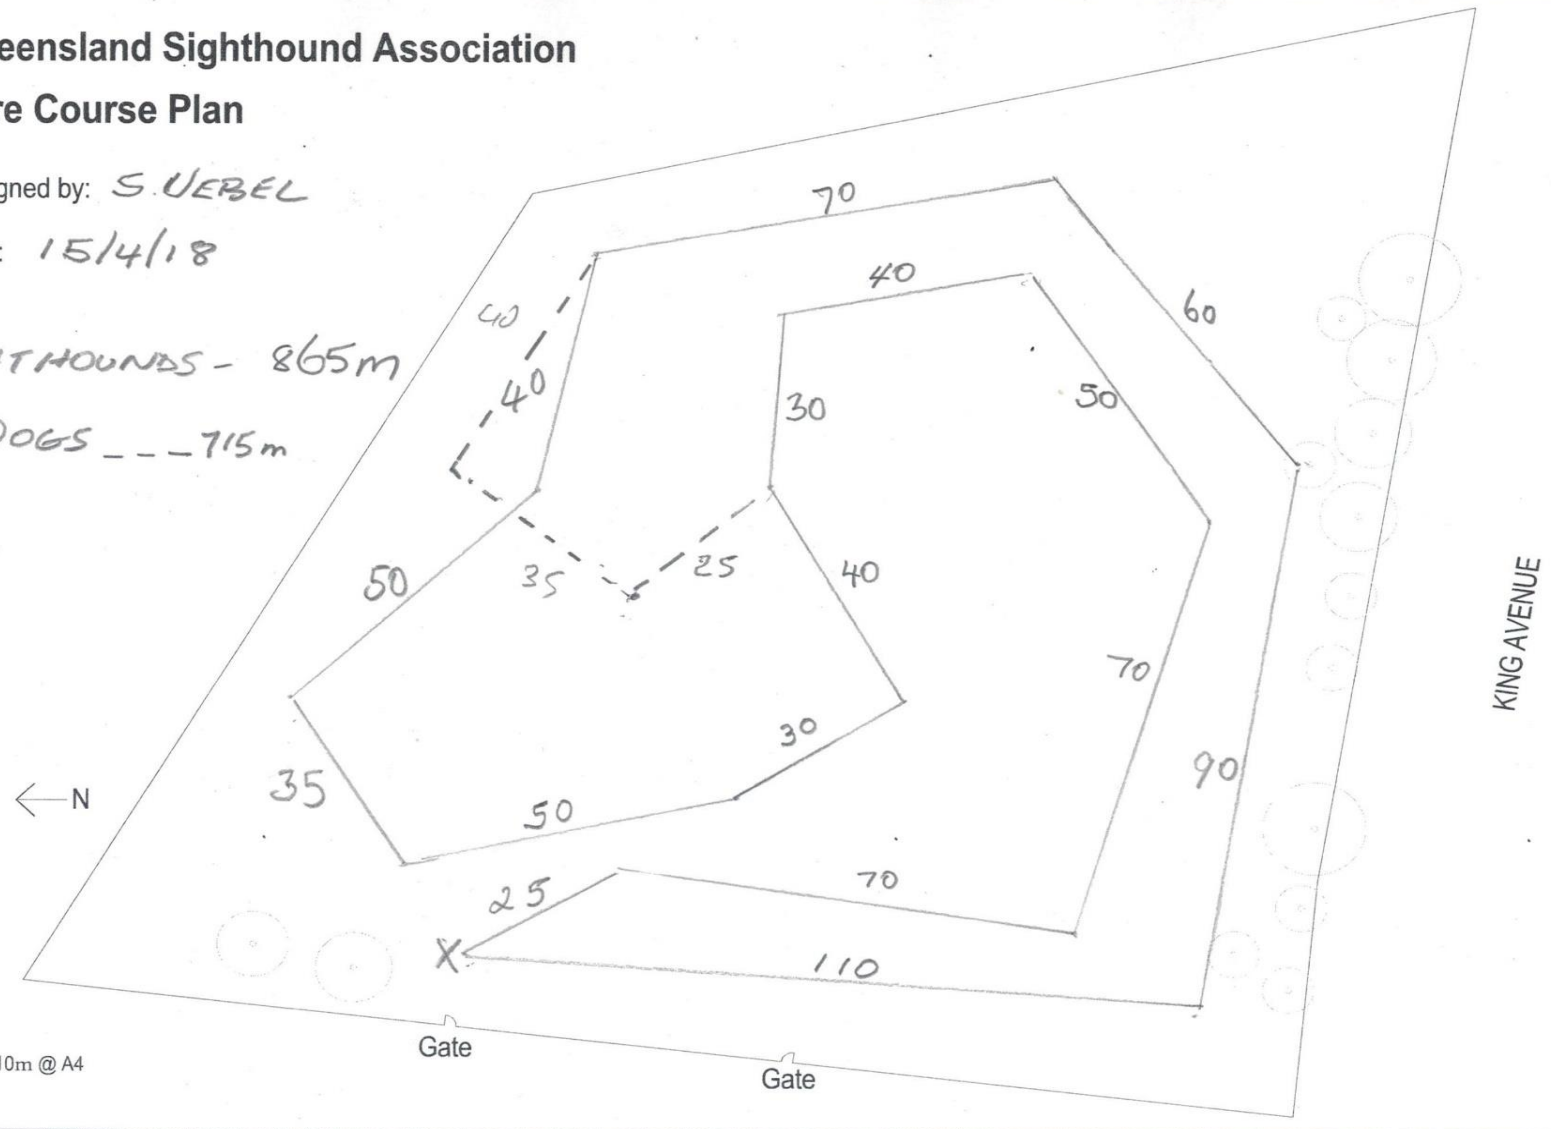 eensland Sighthound Association
re Course Plan
gned by: S. UEBEL
: 15/4/18
THOUNDS - 865m
DOGS _ _ _ 715m
70
40
60
40
40
30
50
50
35
25
40
70
30
90
35
50
25
70
X
110
N
KING AVENUE
Gate
Gate
10m @ A4